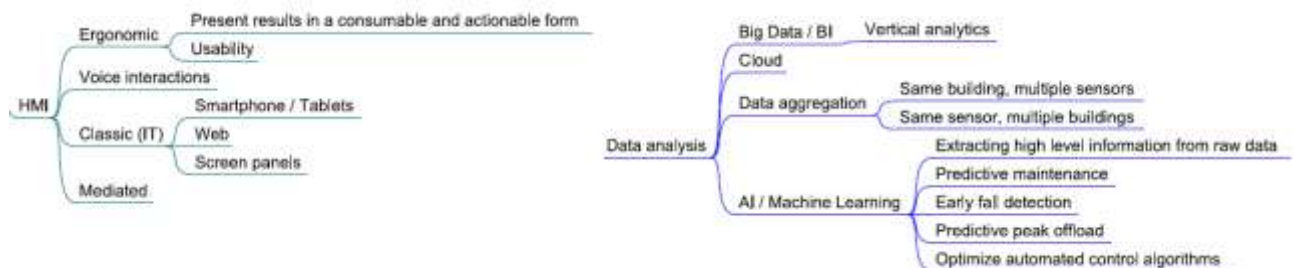 HMI
Ergonomic
Present results in a consumable and actionable form
Usability
Voice interactions
Classic (IT)
Smartphone / Tablets
Web
Screen panels
Mediated
Data analysis
Big Data / BI
Vertical analytics
Cloud
Data aggregation
Same building, multiple sensors
Same sensor, multiple buildings
AI / Machine Learning
Extracting high level information from raw data
Predictive maintenance
Early fall detection
Predictive peak offload
Optimize automated control algorithms